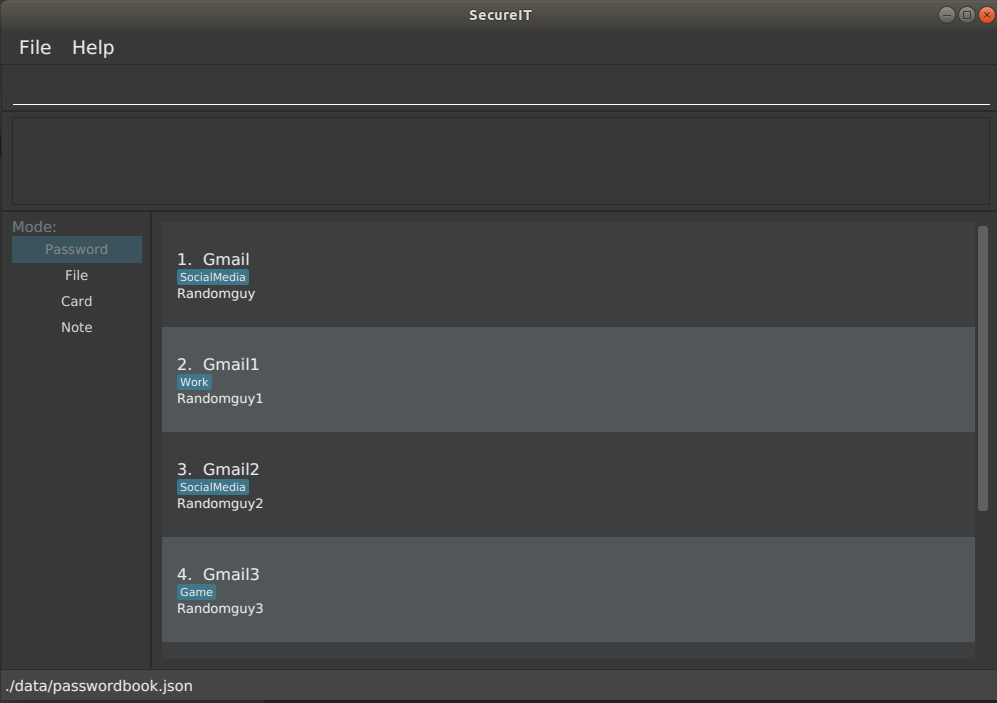 SecureIT
File Help
Mode:
Password
File
Card
Note
1. Gmail
SocialMedia
Randomguy
2. Gmail1
Work
Randomguy1
3. Gmail2
SocialMedia
Randomguy2
4. Gmail3
Game
Randomguy3
./data/passwordbook.json